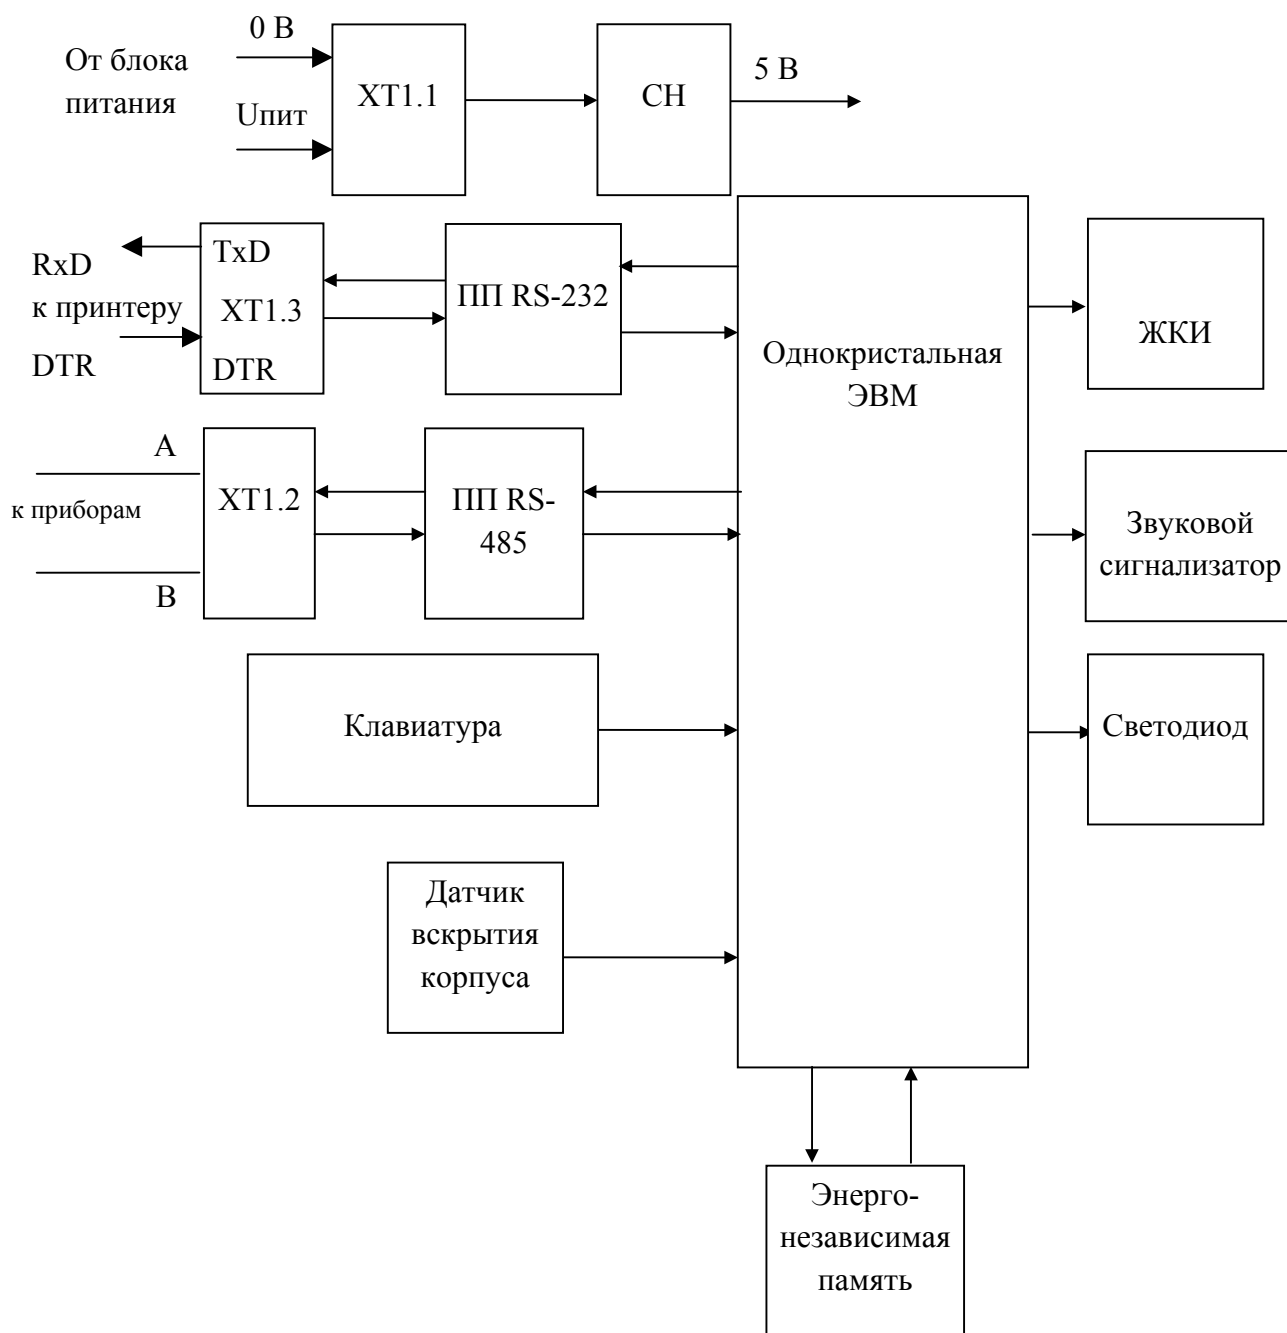 0 В
От блока
питания
Uпит
XT1.1
СН
5 В
RxD
к принтеру
DTR
TxD
XT1.3
DTR
ПП RS-232
Однокристальная
ЭВМ
ЖКИ
А
к приборам
В
XT1.2
ПП RS-
485
Звуковой
сигнализатор
Клавиатура
Светодиод
Датчик
вскрытия
корпуса
Энерго-
независимая
память